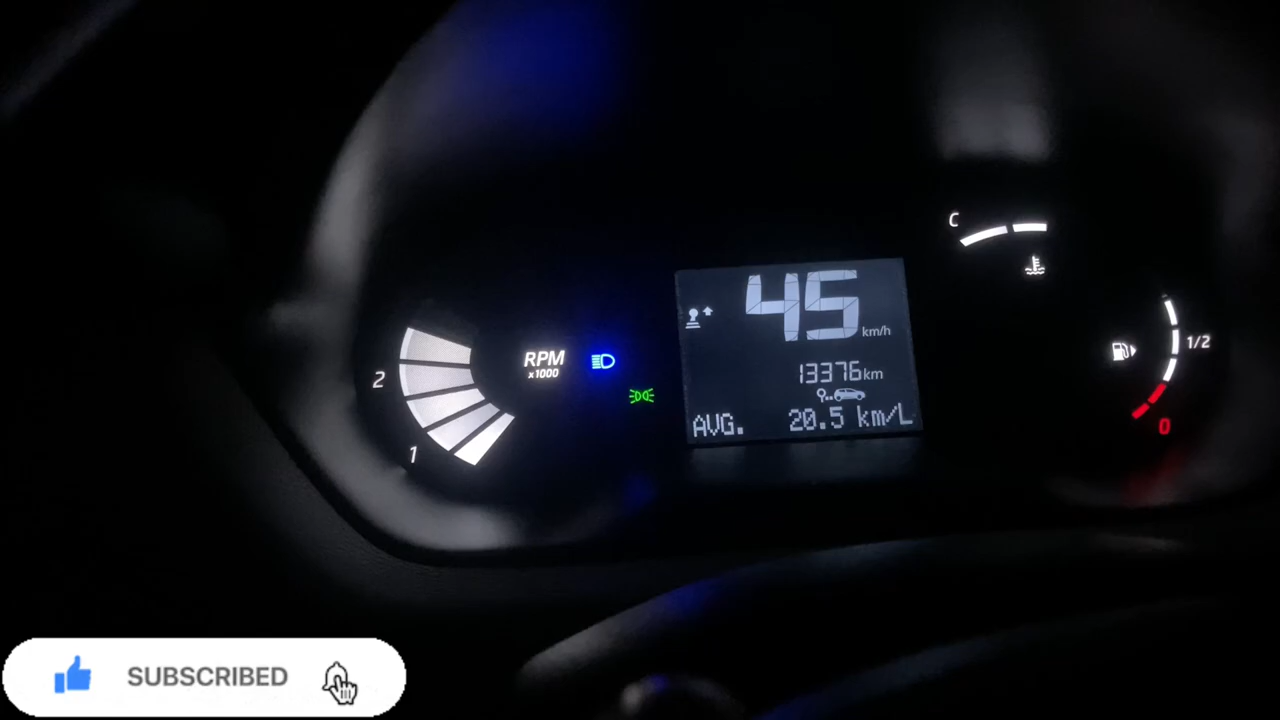 C
45 km/h
1/2
2
RPM
x1000
13376km
1
AVG. 20.5 km/L
0
SUBSCRIBED